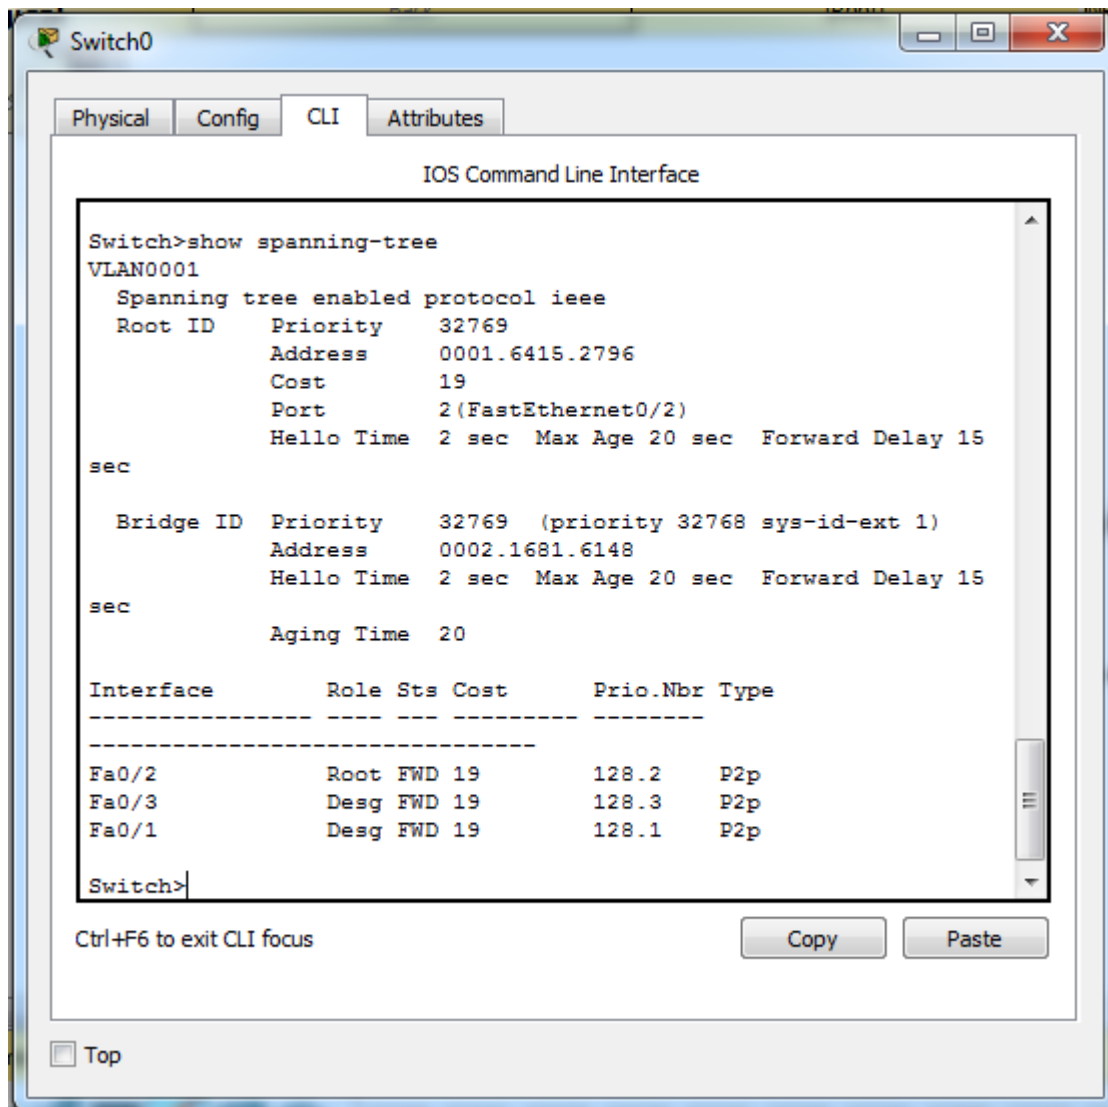 Switch0
Physical Config CLI Attributes
IOS Command Line Interface
Switch>show spanning-tree
VLAN0001
  Spanning tree enabled protocol ieee
  Root ID    Priority    32769
             Address     0001.6415.2796
             Cost        19
             Port        2(FastEthernet0/2)
             Hello Time  2 sec  Max Age 20 sec  Forward Delay 15
sec
  Bridge ID  Priority    32769  (priority 32768 sys-id-ext 1)
             Address     0002.1681.6148
             Hello Time  2 sec  Max Age 20 sec  Forward Delay 15
sec
             Aging Time  20
Interface        Role Sts Cost      Prio.Nbr Type
---------------- ---- --- --------- --------
--------------------------------
Fa0/2            Root FWD 19        128.2    P2p
Fa0/3            Desg FWD 19        128.3    P2p
Fa0/1            Desg FWD 19        128.1    P2p
Switch>
Ctrl+F6 to exit CLI focus Copy Paste
Top